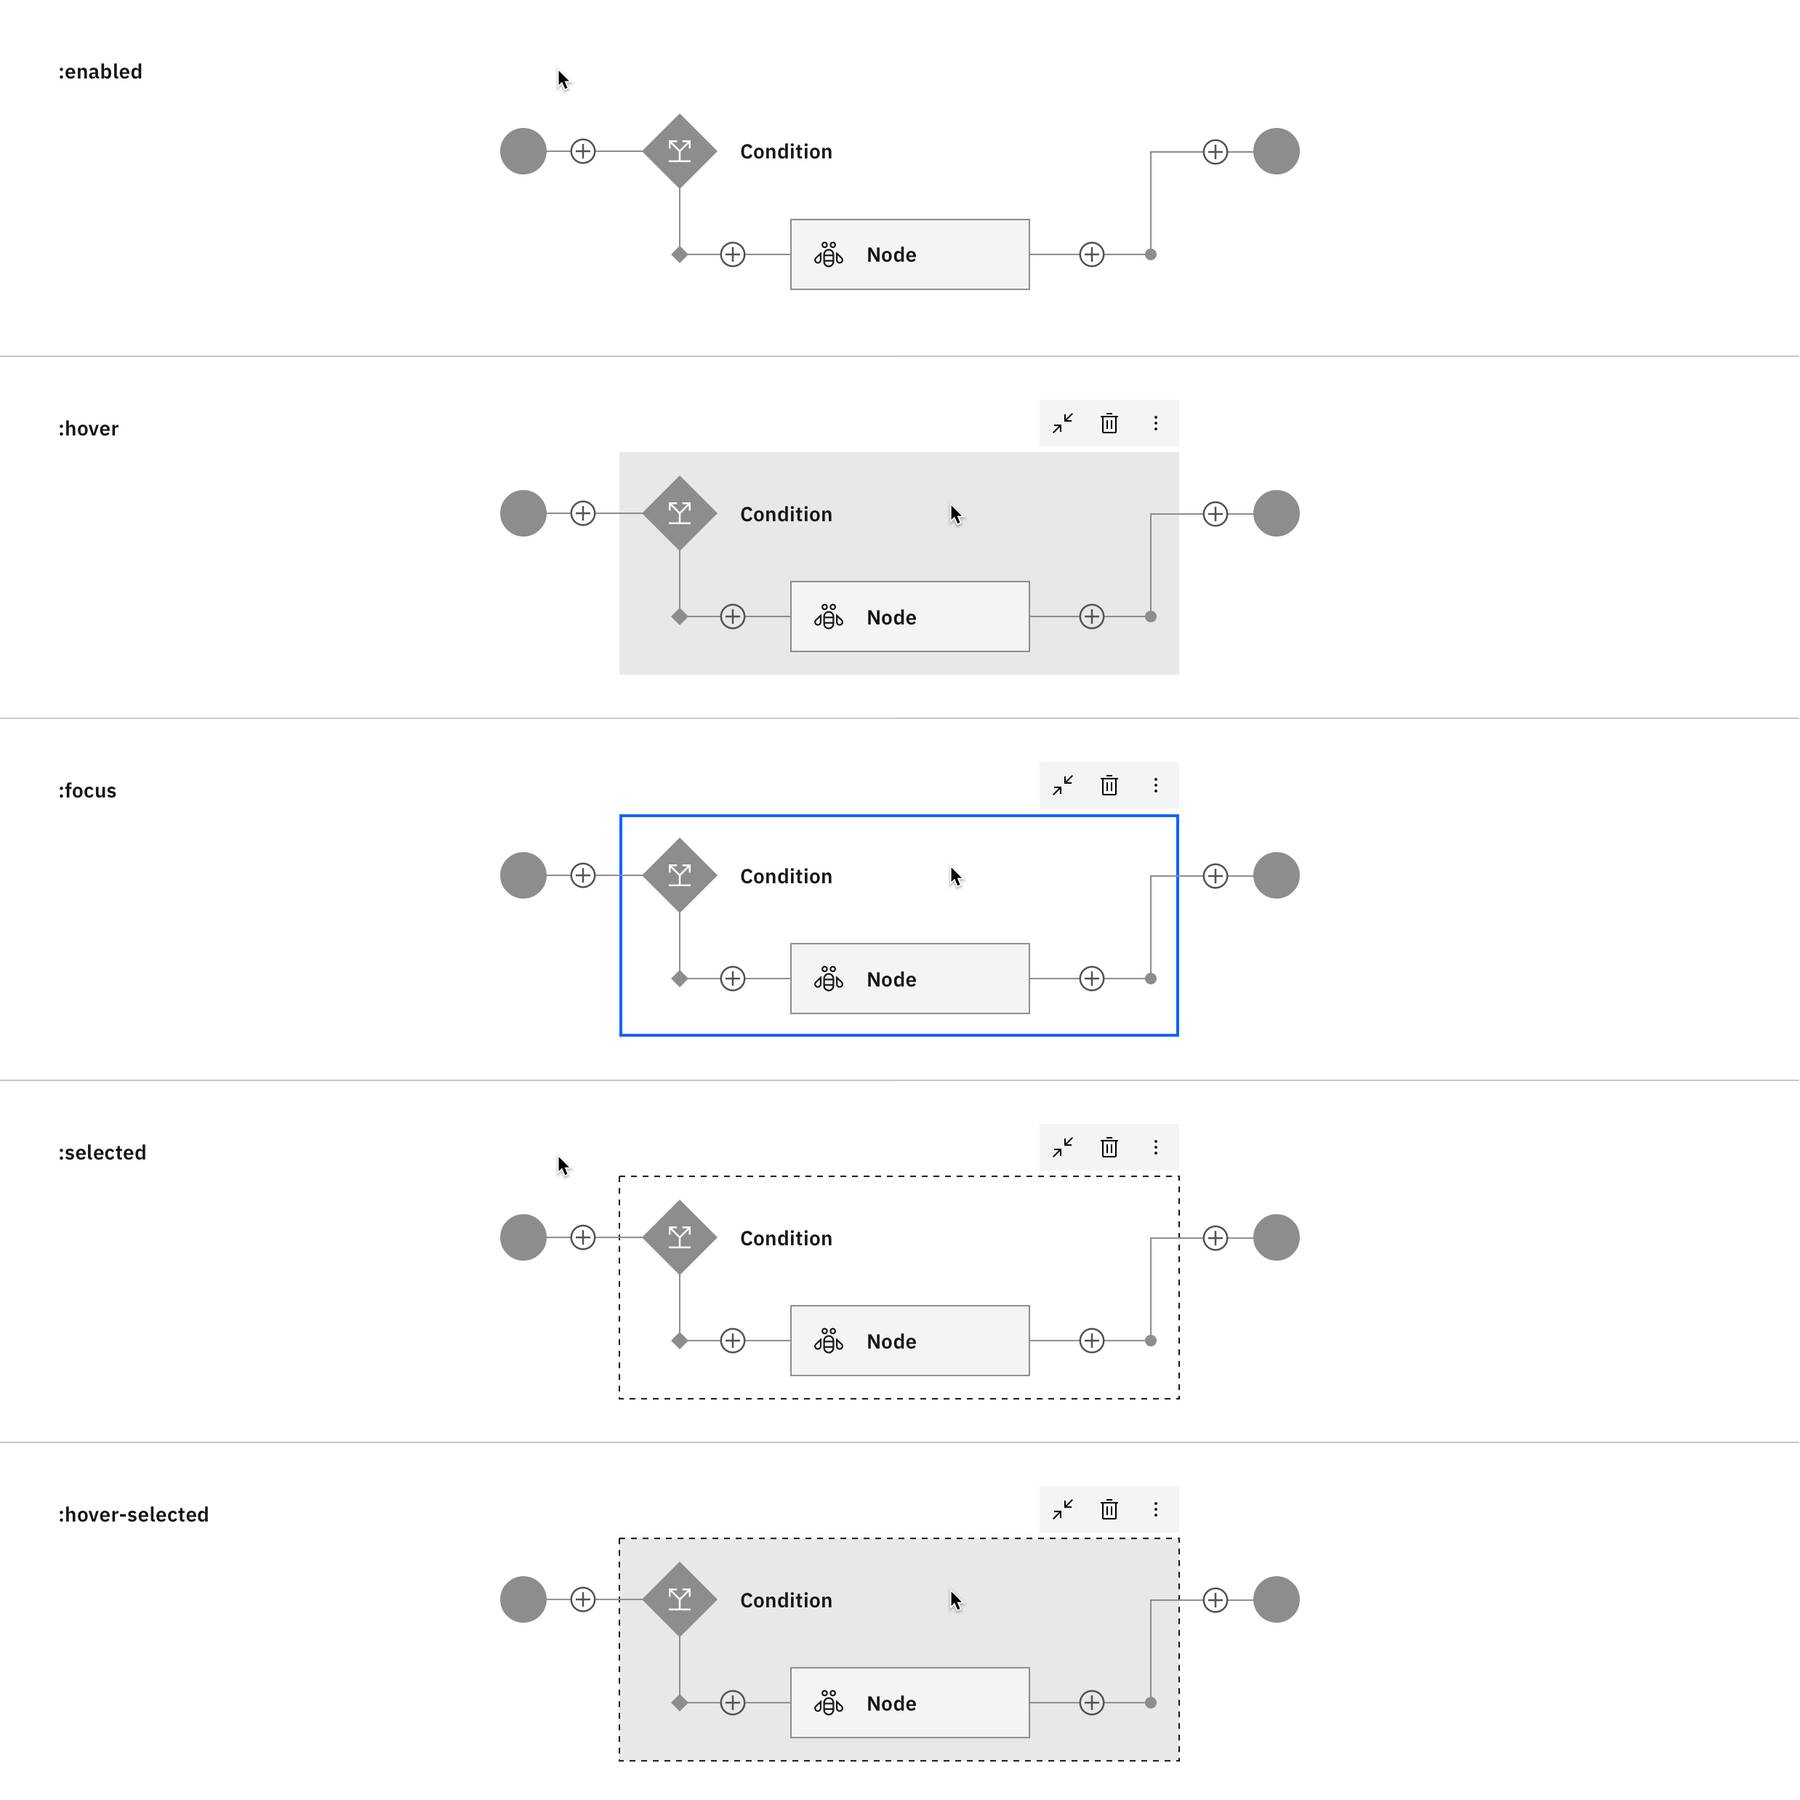 :enabled
Condition
Node
:hover
Condition
Node
:focus
Condition
Node
:selected
Condition
Node
:hover-selected
Condition
Node